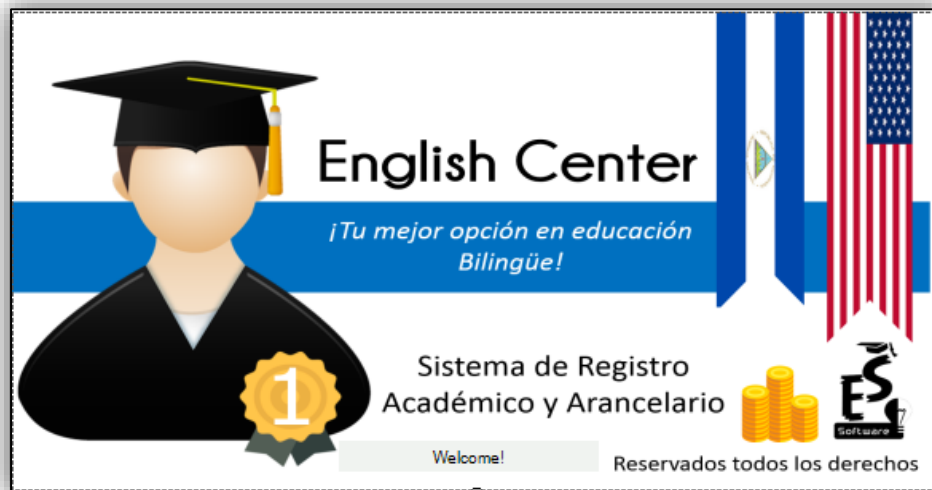 English Center
¡Tu mejor opción en educación
Bilingüe!
Sistema de Registro
Académico y Arancelario
1
ES
Software
Welcome!
Reservados todos los derechos